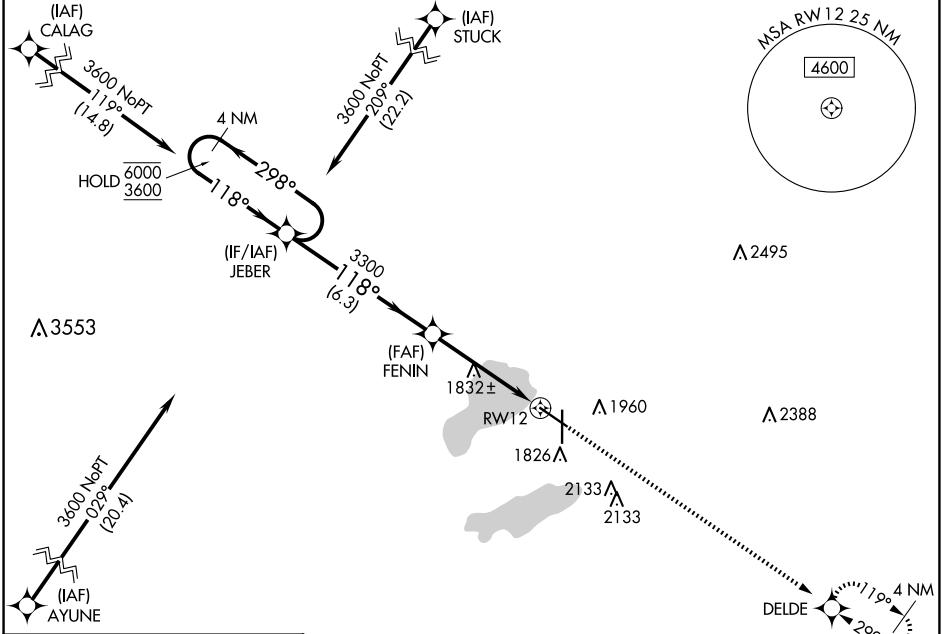 (IAF)
CALAG
3600 NoPT
119°
(14.8)
(IAF)
STUCK
3600 NoPT
209°
(22.2)
MSA RW12 25 NM
4600
4 NM
HOLD 6000
3600
298°
118°
(IF/IAF)
JEBER
3300
118°
(6.3)
2495
3553
(FAF)
FENIN
1832±
RW12
1960
2388
1826
2133
2133
3600 NoPT
029°
(20.4)
(IAF)
AYUNE
DELDE
119°
4 NM